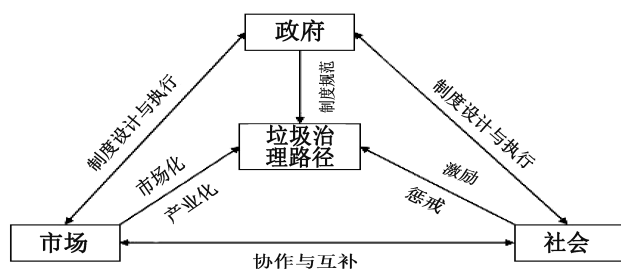 政府
制度设计与执行
制度规范
制度设计与执行
垃圾治
理路径
市场化
产业化
激励
惩戒
市场
社会
协作与互补